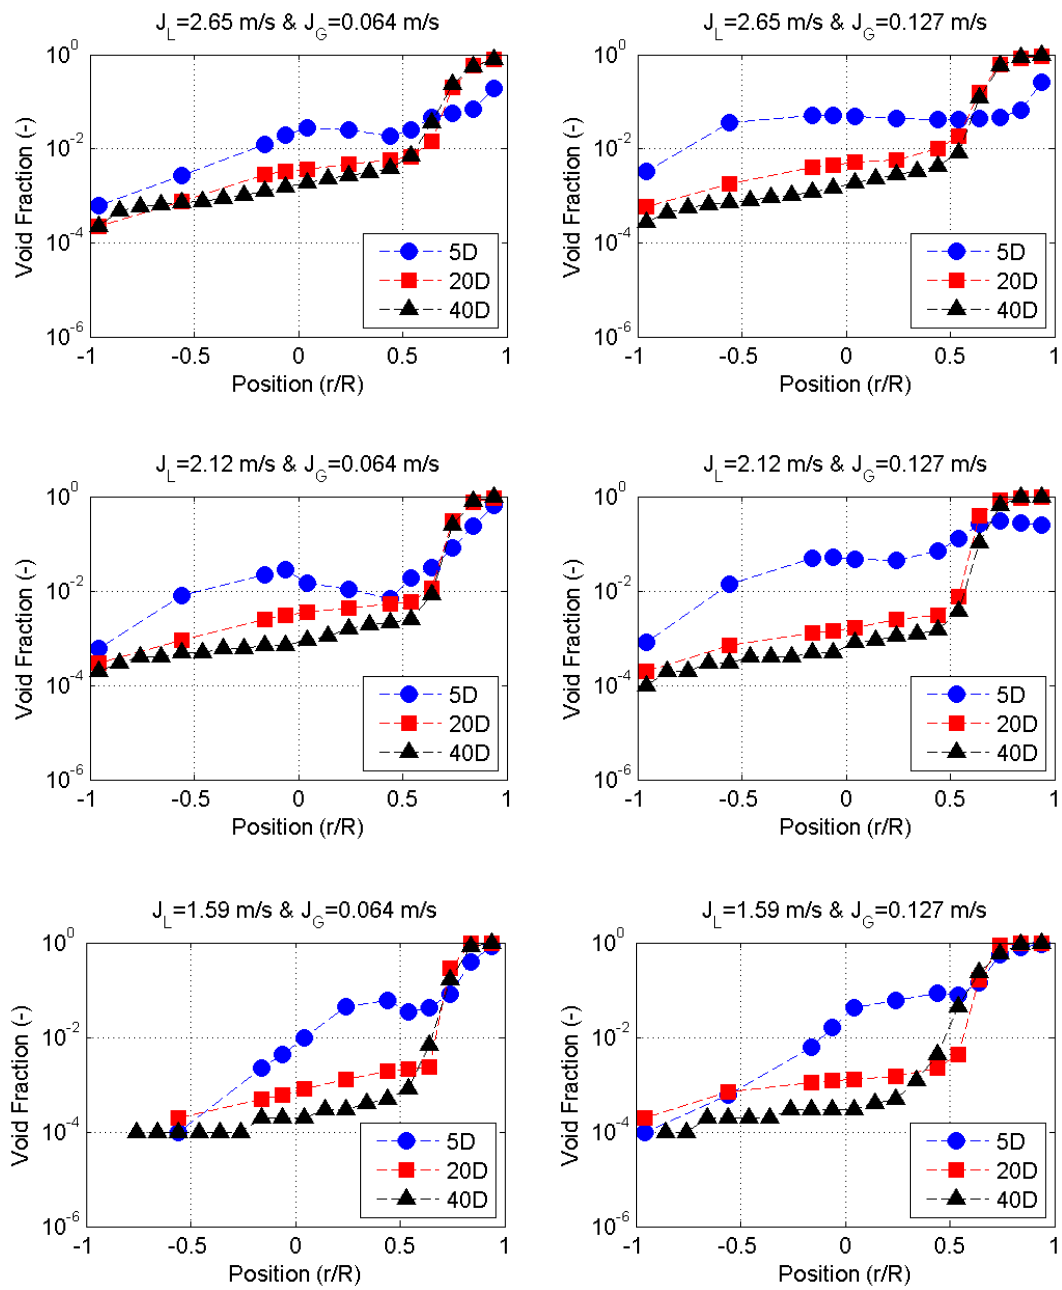 J_L=2.65 m/s & J_G=0.064 m/s
10^0
10^-2
10^-4
10^-6
Void Fraction (-)
5D
20D
40D
-1 -0.5 0 0.5 1
Position (r/R)
J_L=2.65 m/s & J_G=0.127 m/s
10^0
10^-2
10^-4
10^-6
Void Fraction (-)
5D
20D
40D
-1 -0.5 0 0.5 1
Position (r/R)
J_L=2.12 m/s & J_G=0.064 m/s
10^0
10^-2
10^-4
10^-6
Void Fraction (-)
5D
20D
40D
-1 -0.5 0 0.5 1
Position (r/R)
J_L=2.12 m/s & J_G=0.127 m/s
10^0
10^-2
10^-4
10^-6
Void Fraction (-)
5D
20D
40D
-1 -0.5 0 0.5 1
Position (r/R)
J_L=1.59 m/s & J_G=0.064 m/s
10^0
10^-2
10^-4
10^-6
Void Fraction (-)
5D
20D
40D
-1 -0.5 0 0.5 1
Position (r/R)
J_L=1.59 m/s & J_G=0.127 m/s
10^0
10^-2
10^-4
10^-6
Void Fraction (-)
5D
20D
40D
-1 -0.5 0 0.5 1
Position (r/R)